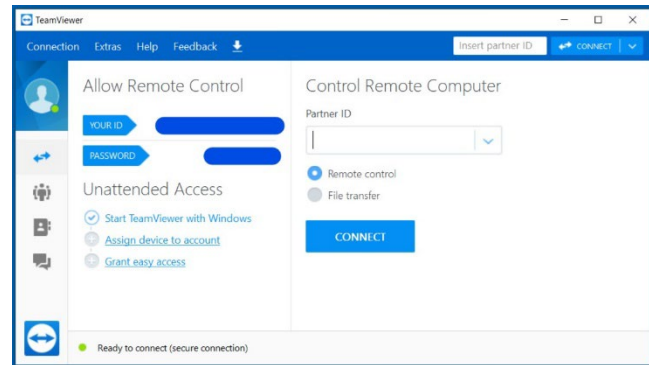 TeamViewer
Connection Extras Help Feedback
Insert partner ID
CONNECT
Allow Remote Control
YOUR ID
PASSWORD
Unattended Access
Start TeamViewer with Windows
Assign device to account
Grant easy access
Control Remote Computer
Partner ID
Remote control
File transfer
CONNECT
Ready to connect (secure connection)